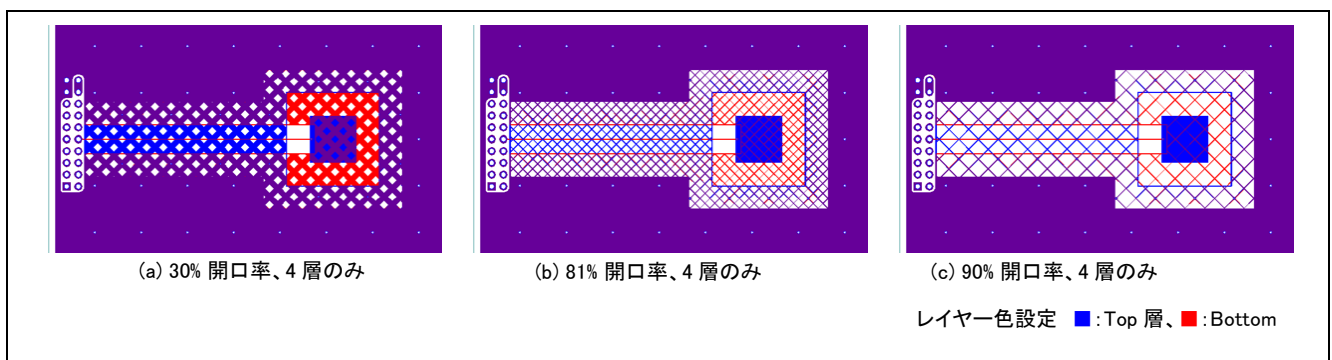 (a) 30% 開口率、4 層のみ
(b) 81% 開口率、4 層のみ
(c) 90% 開口率、4 層のみ
レイヤー色設定 ■:Top 層、■:Bottom